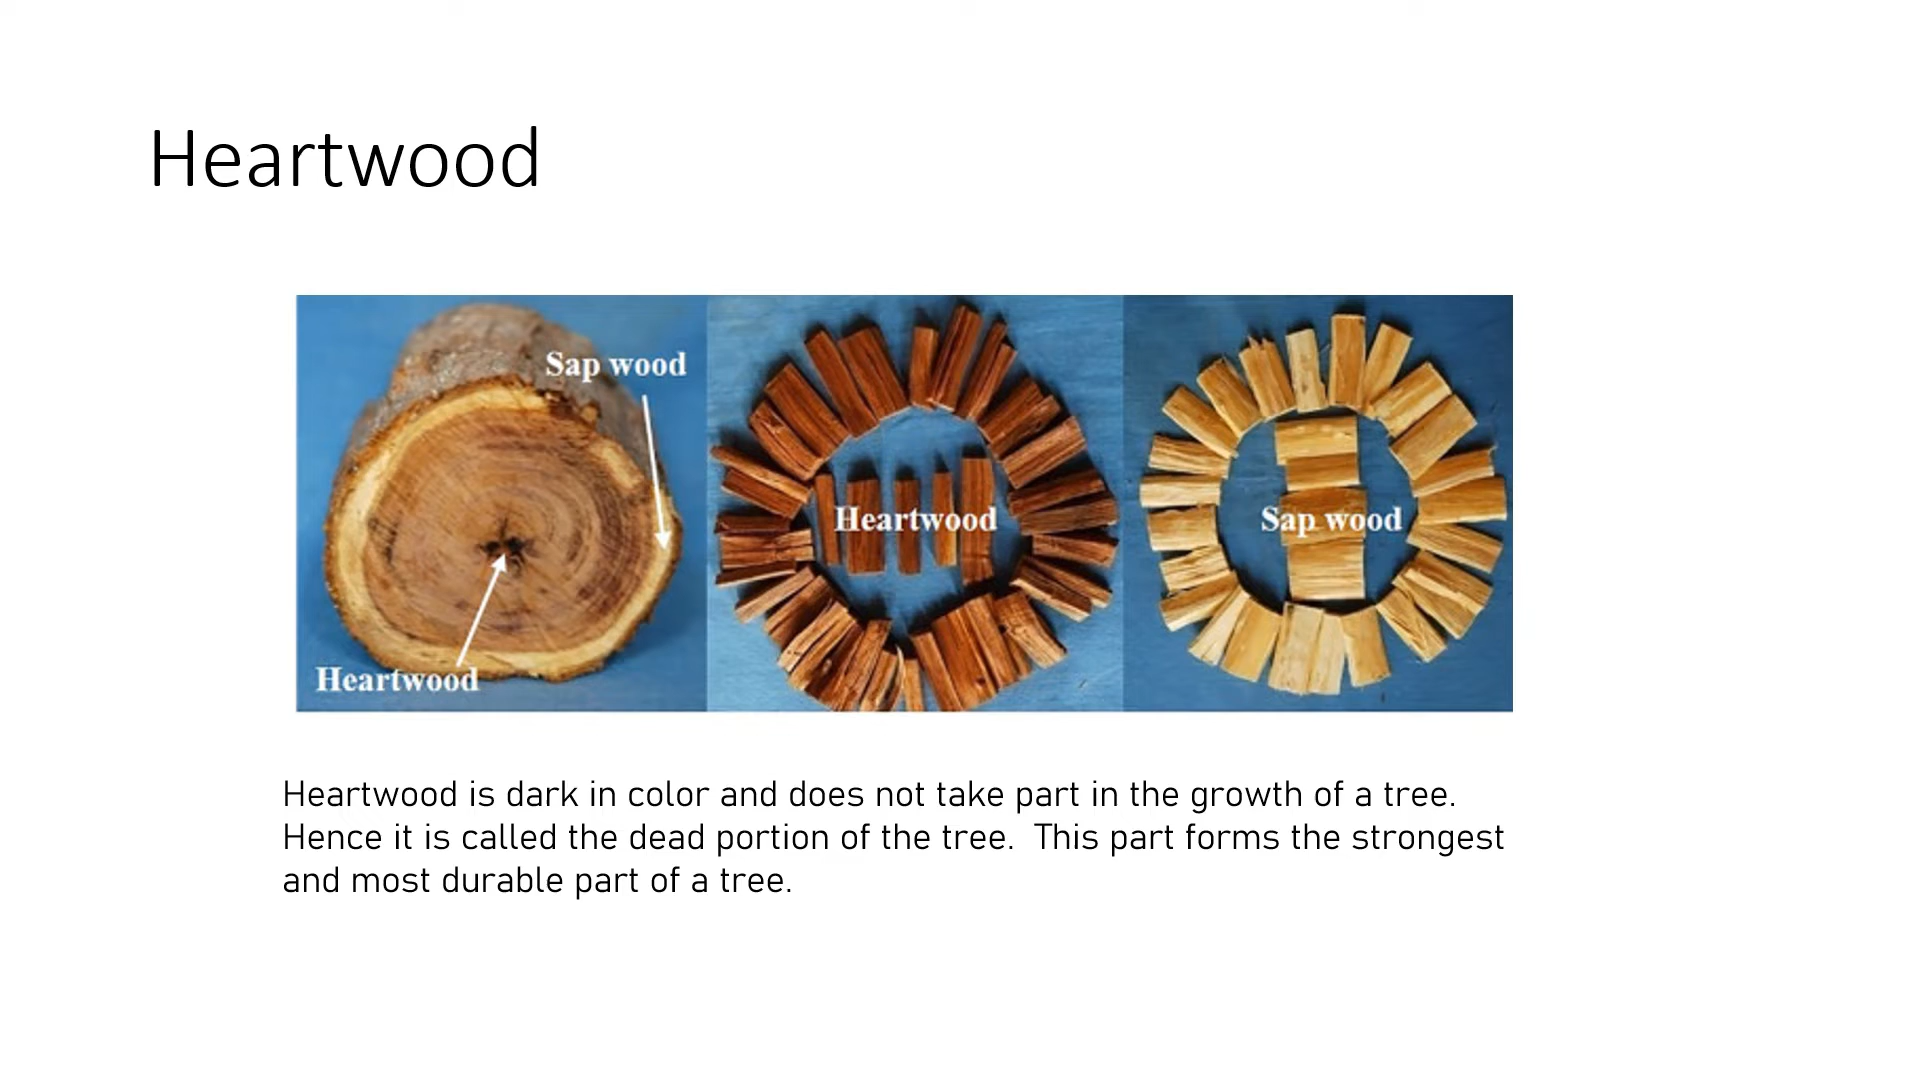 Heartwood
Sap wood
Heartwood
Heartwood
Sap wood
Heartwood is dark in color and does not take part in the growth of a tree.
Hence it is called the dead portion of the tree.  This part forms the strongest
and most durable part of a tree.